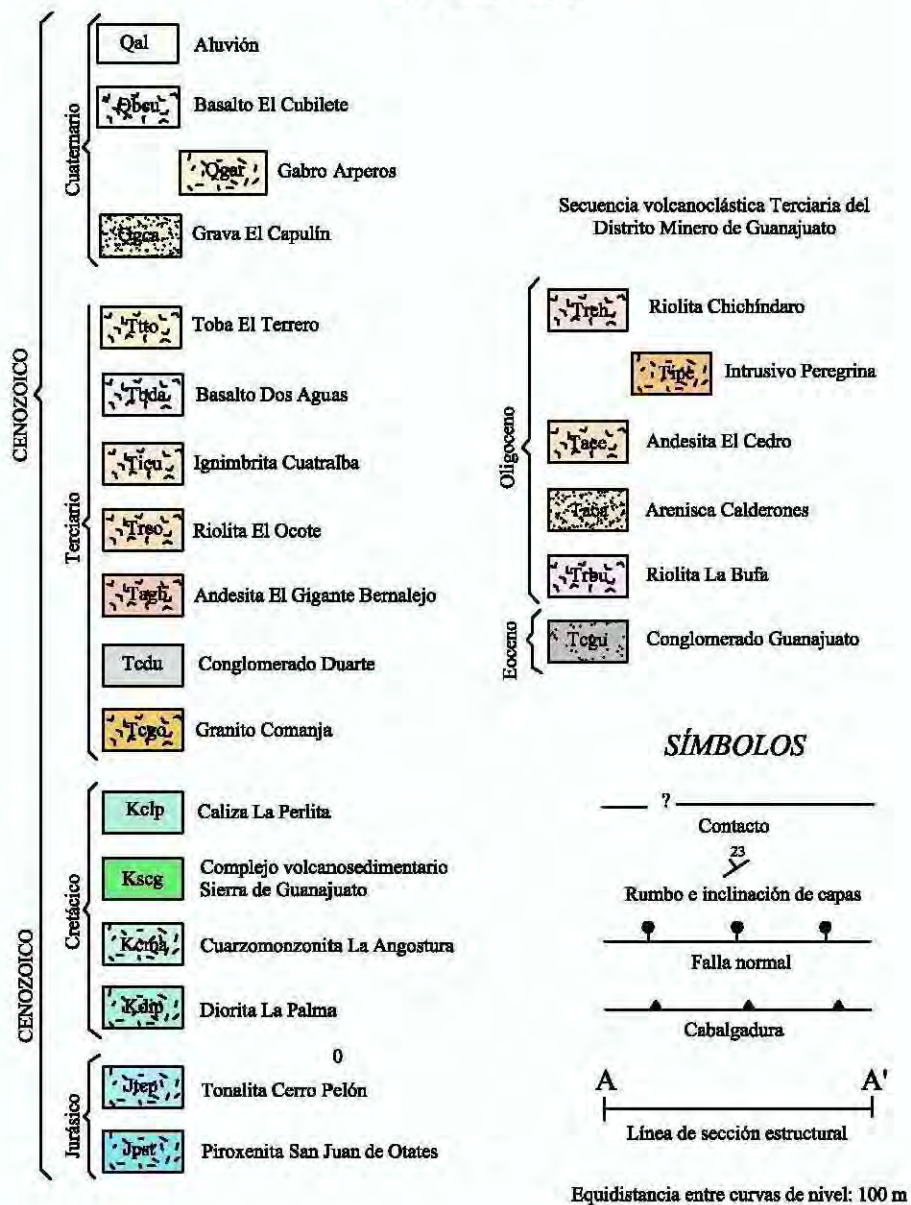 CENOZOICO
Cuaternario
Qal Aluvión
Qbcu Basalto El Cubilete
Qgar Gabro Arperos
Qgca Grava El Capulín
Terciario
Ttto Toba El Terrero
Tbda Basalto Dos Aguas
Ticu Ignimbrita Cuatralba
Treo Riolita El Ocote
Tagb Andesita El Gigante Bernalejo
Tcdu Conglomerado Duarte
Tcgo Granito Comanja
CENOZOICO
Cretácico
Kclp Caliza La Perlita
Kscg Complejo volcanosedimentario
Sierra de Guanajuato
Kcma Cuarzomonzonita La Angostura
Kdlp Diorita La Palma
0
Jurásico
Jtcp Tonalita Cerro Pelón
Jpst Piroxenita San Juan de Otates
Secuencia volcanoclástica Terciaria del
Distrito Minero de Guanajuato
Oligoceno
Trch Riolita Chichíndaro
Tipe Intrusivo Peregrina
Tace Andesita El Cedro
Taca Arenisca Calderones
Trbu Riolita La Bufa
Eoceno
Tcgu Conglomerado Guanajuato
SÍMBOLOS
?
Contacto
23
Rumbo e inclinación de capas
Falla normal
Cabalgadura
A A'
Línea de sección estructural
Equidistancia entre curvas de nivel: 100 m